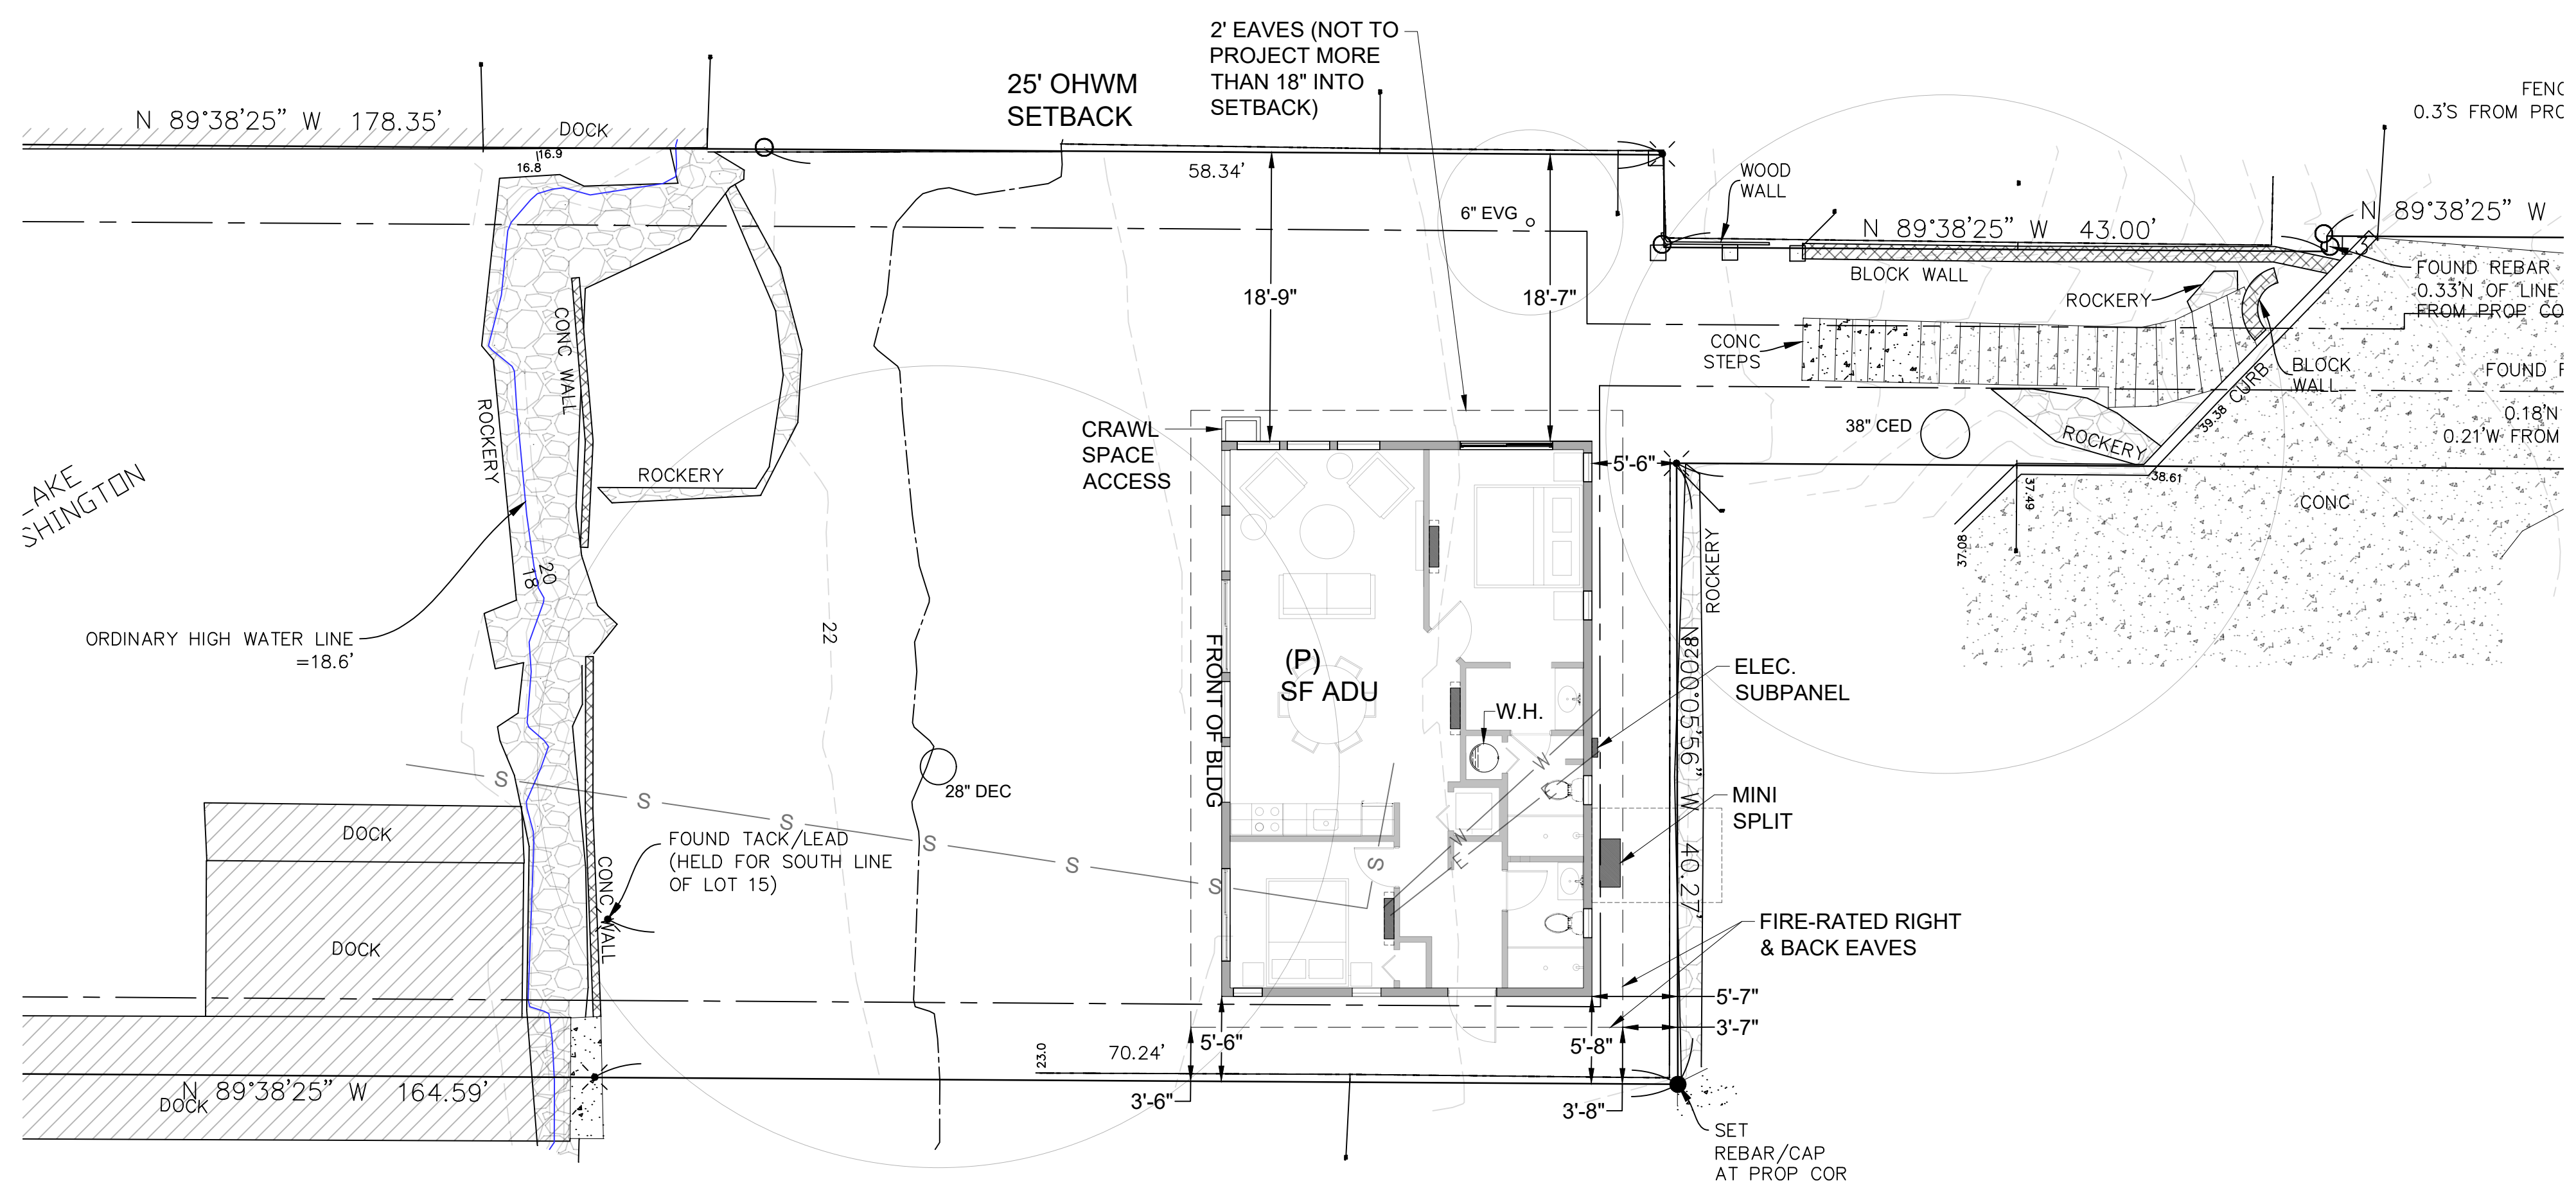 2' EAVES (NOT TO
PROJECT MORE
THAN 18" INTO
SETBACK)
25' OHWM
SETBACK
N 89°38'25" W 178.35'
DOCK
16.9
16.8
58.34'
FENC
0.3'S FROM PRO
WOOD
WALL
6" EVG
N 89°38'25" W 43.00'
N 89°38'25" W
BLOCK WALL
ROCKERY
FOUND REBAR
0.33'N OF LINE
FROM PROP CO
18'-9"
18'-7"
CONC WALL
CONC
STEPS
BLOCK
WALL
FOUND
CURB
39.38
0.18'N
0.21'W FROM
ROCKERY
CRAWL
SPACE
ACCESS
38" CED
ROCKERY
5'-6"
ROCKERY
38.61
37.49
37.08
CONC
ROCKERY
LAKE
SHINGTON
20
18
ORDINARY HIGH WATER LINE
=18.6'
22
FRONT OF BLDG
(P)
SF ADU
W.H.
ELEC.
SUBPANEL
N 00°05'56" W 40.27'
28
S
S
S
S
S
S
S
W
W
E
E
28" DEC
MINI
SPLIT
DOCK
FOUND TACK/LEAD
(HELD FOR SOUTH LINE
OF LOT 15)
CONC WALL
DOCK
FIRE-RATED RIGHT
& BACK EAVES
5'-7"
3'-7"
5'-6"
5'-8"
23.0
70.24'
N 89°38'25" W 164.59'
DOCK
3'-6"
3'-8"
SET
REBAR/CAP
AT PROP COR